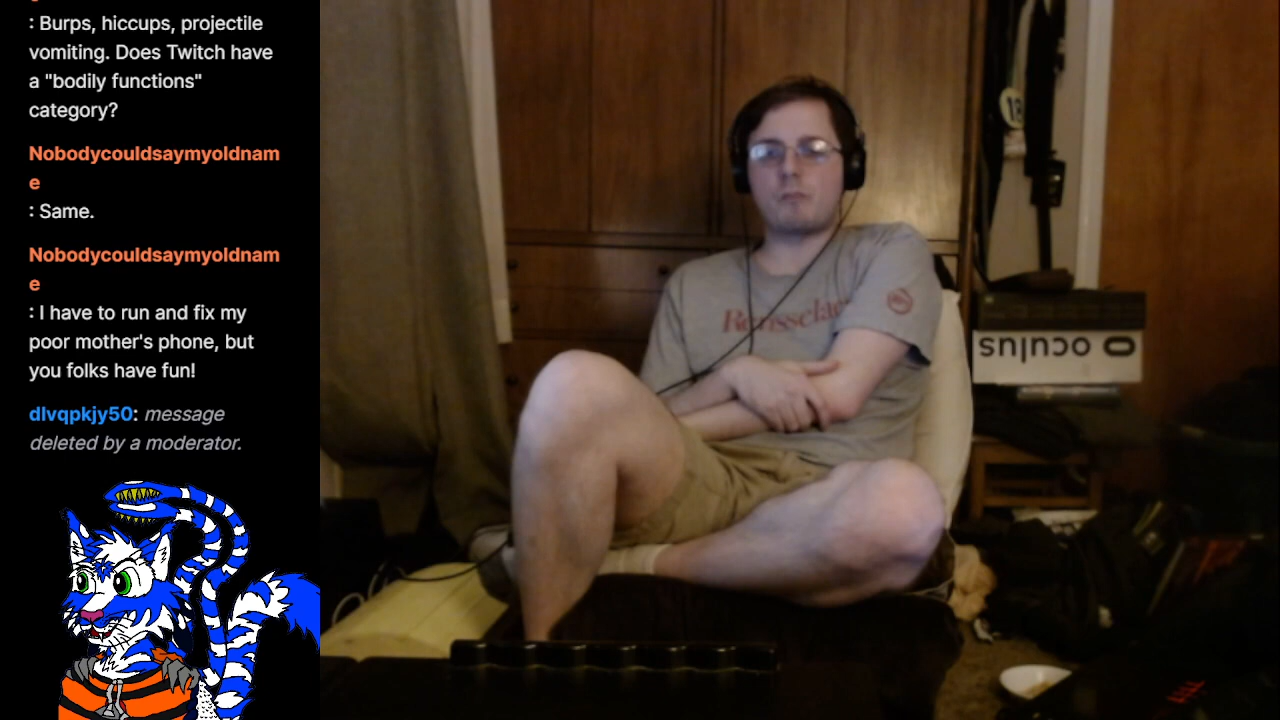 : Burps, hiccups, projectile
vomiting. Does Twitch have
a "bodily functions"
category?
Nobodycouldsaymyoldnam
e
: Same.
Nobodycouldsaymyoldnam
e
: I have to run and fix my
poor mother's phone, but
you folks have fun!
dlvqpkjy50: message
deleted by a moderator.
Rensselaer
18
oculus